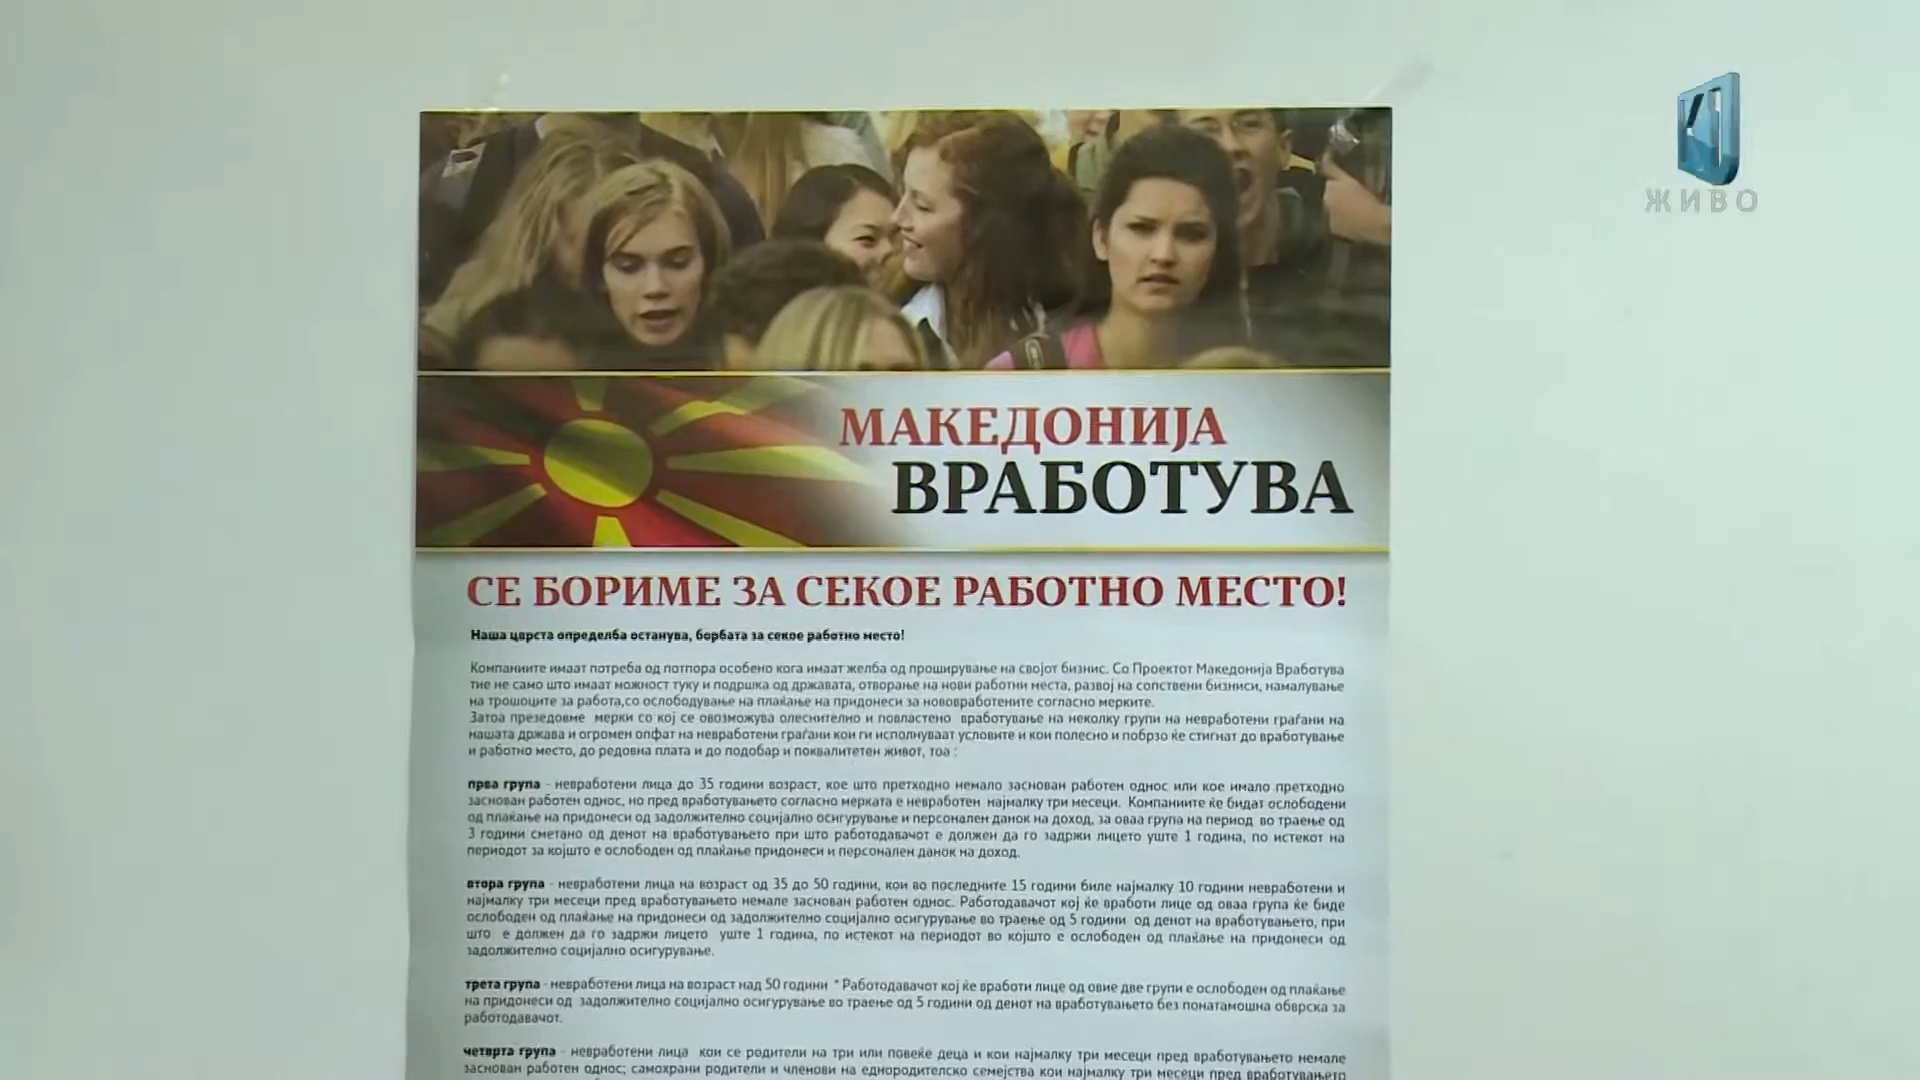 K1
ЖИВО
МАКЕДОНИЈА
ВРАБОТУВА
СЕ БОРИМЕ ЗА СЕКОЕ РАБОТНО МЕСТО!
Наша цврста определба останува, борбата за секое работно место!
Компаниите имаат потреба од потпора особено кога имаат желба од проширување на својот бизнис. Со Проектот Македонија Вработува
тие не само што имаат можност туку и подршка од државата, отворање на нови работни места, развој на сопствени бизниси, намалување
на трошоците за работа,со ослободување на плаќање на придонеси за нововработените согласно мерките.
Затоа презедовме мерки со кој се овозможува олеснително и повластено вработување на неколку групи на невработени граѓани на
нашата држава и огромен опфат на невработени граѓани кои ги исполнуваат условите и кои полесно и побрзо ќе стигнат до вработување
и работно место, до редовна плата и до подобар и поквалитетен живот, тоа :
прва група - невработени лица до 35 години возраст, кое што претходно немало заснован работен однос или кое имало претходно
заснован работен однос, но пред вработувањето согласно мерката е невработен најмалку три месеци. Компаниите ќе бидат ослободени
од плаќање на придонеси од задолжително социјално осигурување и персонален данок на доход, за оваа група на период во траење од
3 години сметано од денот на вработувањето при што работодавачот е должен да го задржи лицето уште 1 година, по истекот на
периодот за којшто е ослободен од плаќање придонеси и персонален данок на доход.
втора група - невработени лица на возраст од 35 до 50 години, кои во последните 15 години биле најмалку 10 години невработени и
најмалку три месеци пред вработувањето немале заснован работен однос. Работодавачот кој ќе вработи лице од оваа група ќе биде
ослободен од плаќање на придонеси од задолжително социјално осигурување во траење од 5 години од денот на вработувањето, при
што е должен да го задржи лицето уште 1 година, по истекот на периодот во којшто е ослободен од плаќање на придонеси од
задолжително социјално осигурување.
трета група - невработени лица на возраст над 50 години * Работодавачот кој ќе вработи лице од овие две групи е ослободен од плаќање
на придонеси од задолжително социјално осигурување во траење од 5 години од денот на вработувањето без понатамошна обврска за
работодавачот.
четврта група - невработени лица кои се родители на три или повеќе деца и кои најмалку три месеци пред вработувањето немале
заснован работен однос; самохрани родители и членови на еднородителско семејства кои најмалку три месеци пред вработувањето